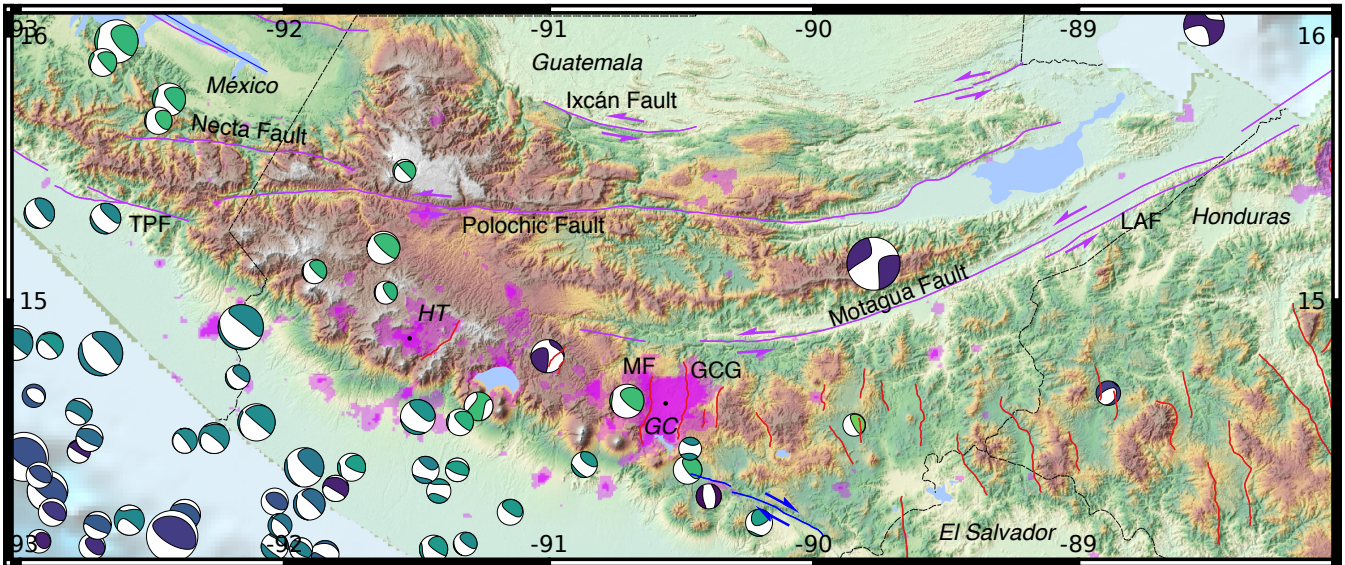 -93 -92 -91 -90 -89
16 16
Guatemala
México
Ixcán Fault
Necta Fault
TPF
Polochic Fault
LAF
Honduras
15 15
Motagua Fault
HT
MF
GCG
GC
El Salvador
-93 -92 -91 -90 -89